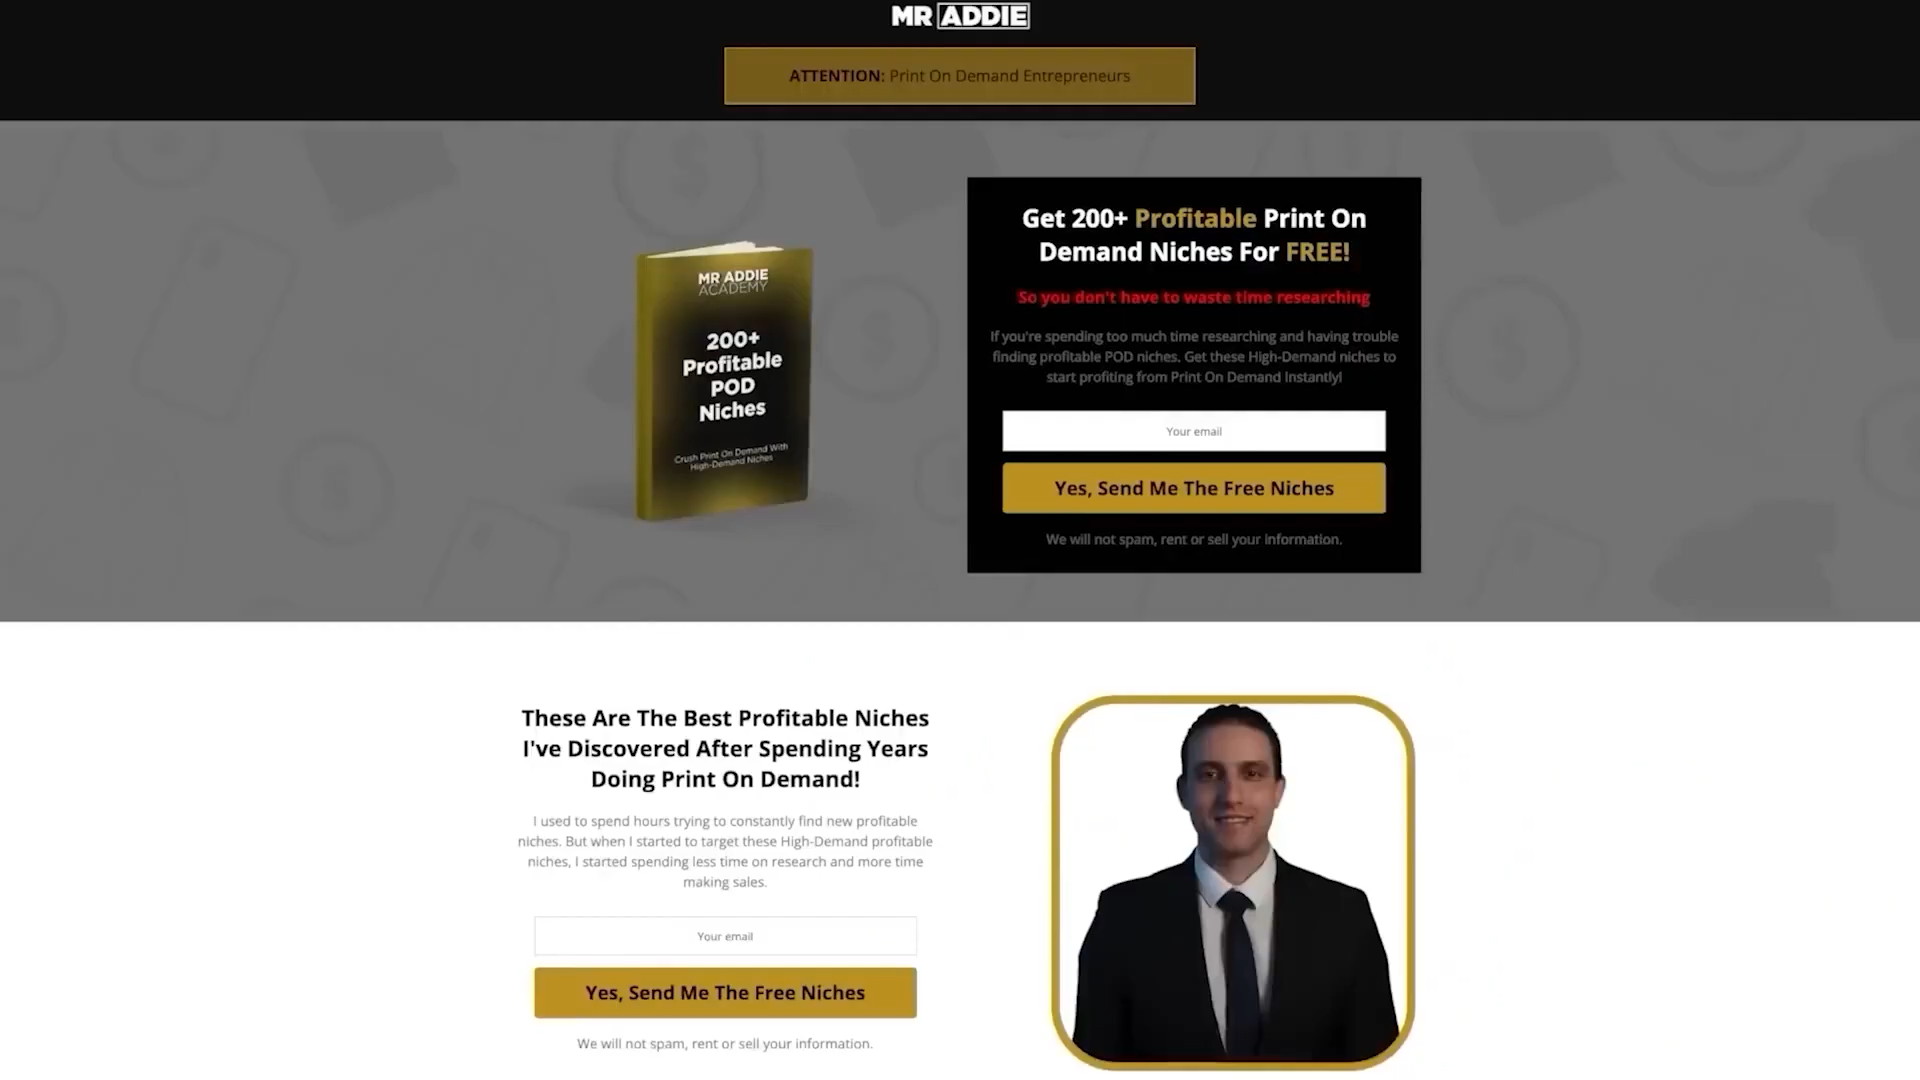 MR ADDIE
ATTENTION: Print On Demand Entrepreneurs
MR ADDIE
ACADEMY
200+
Profitable
POD
Niches
Crush Print On Demand With
High-Demand Niches
Get 200+ Profitable Print On
Demand Niches For FREE!
So you don't have to waste time researching
If you're spending too much time researching and having trouble
finding profitable POD niches. Get these High-Demand niches to
start profiting from Print On Demand Instantly!
Your email
Yes, Send Me The Free Niches
We will not spam, rent or sell your information.
These Are The Best Profitable Niches
I've Discovered After Spending Years
Doing Print On Demand!
I used to spend hours trying to constantly find new profitable
niches. But when I started to target these High-Demand profitable
niches, I started spending less time on research and more time
making sales.
Your email
Yes, Send Me The Free Niches
We will not spam, rent or sell your information.